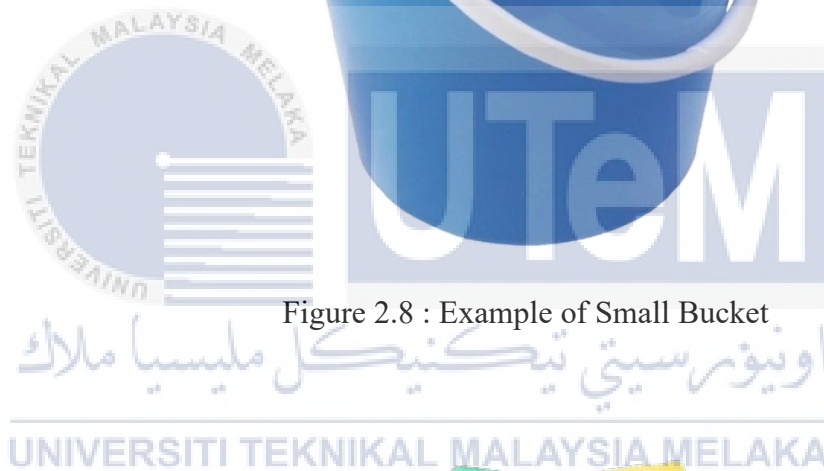 UNIVERSITI TEKNIKAL MALAYSIA MELAKA
UTeM
Figure 2.8 : Example of Small Bucket
اونيۏرسيتي تيكنيكل مليسيا ملاك
UNIVERSITI TEKNIKAL MALAYSIA MELAKA